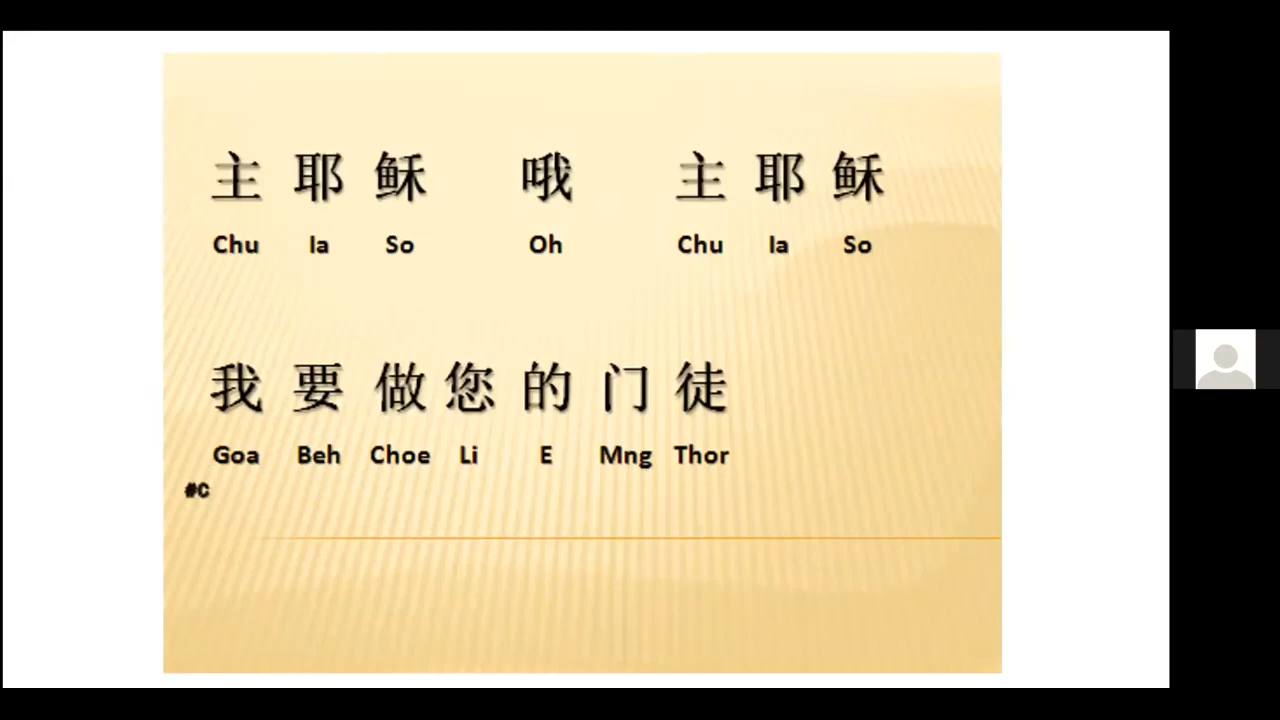 主 耶 稣 哦 主 耶 稣
Chu Ia So Oh Chu Ia So
我 要 做 您 的 门 徒
Goa Beh Choe Li E Mng Thor
#C